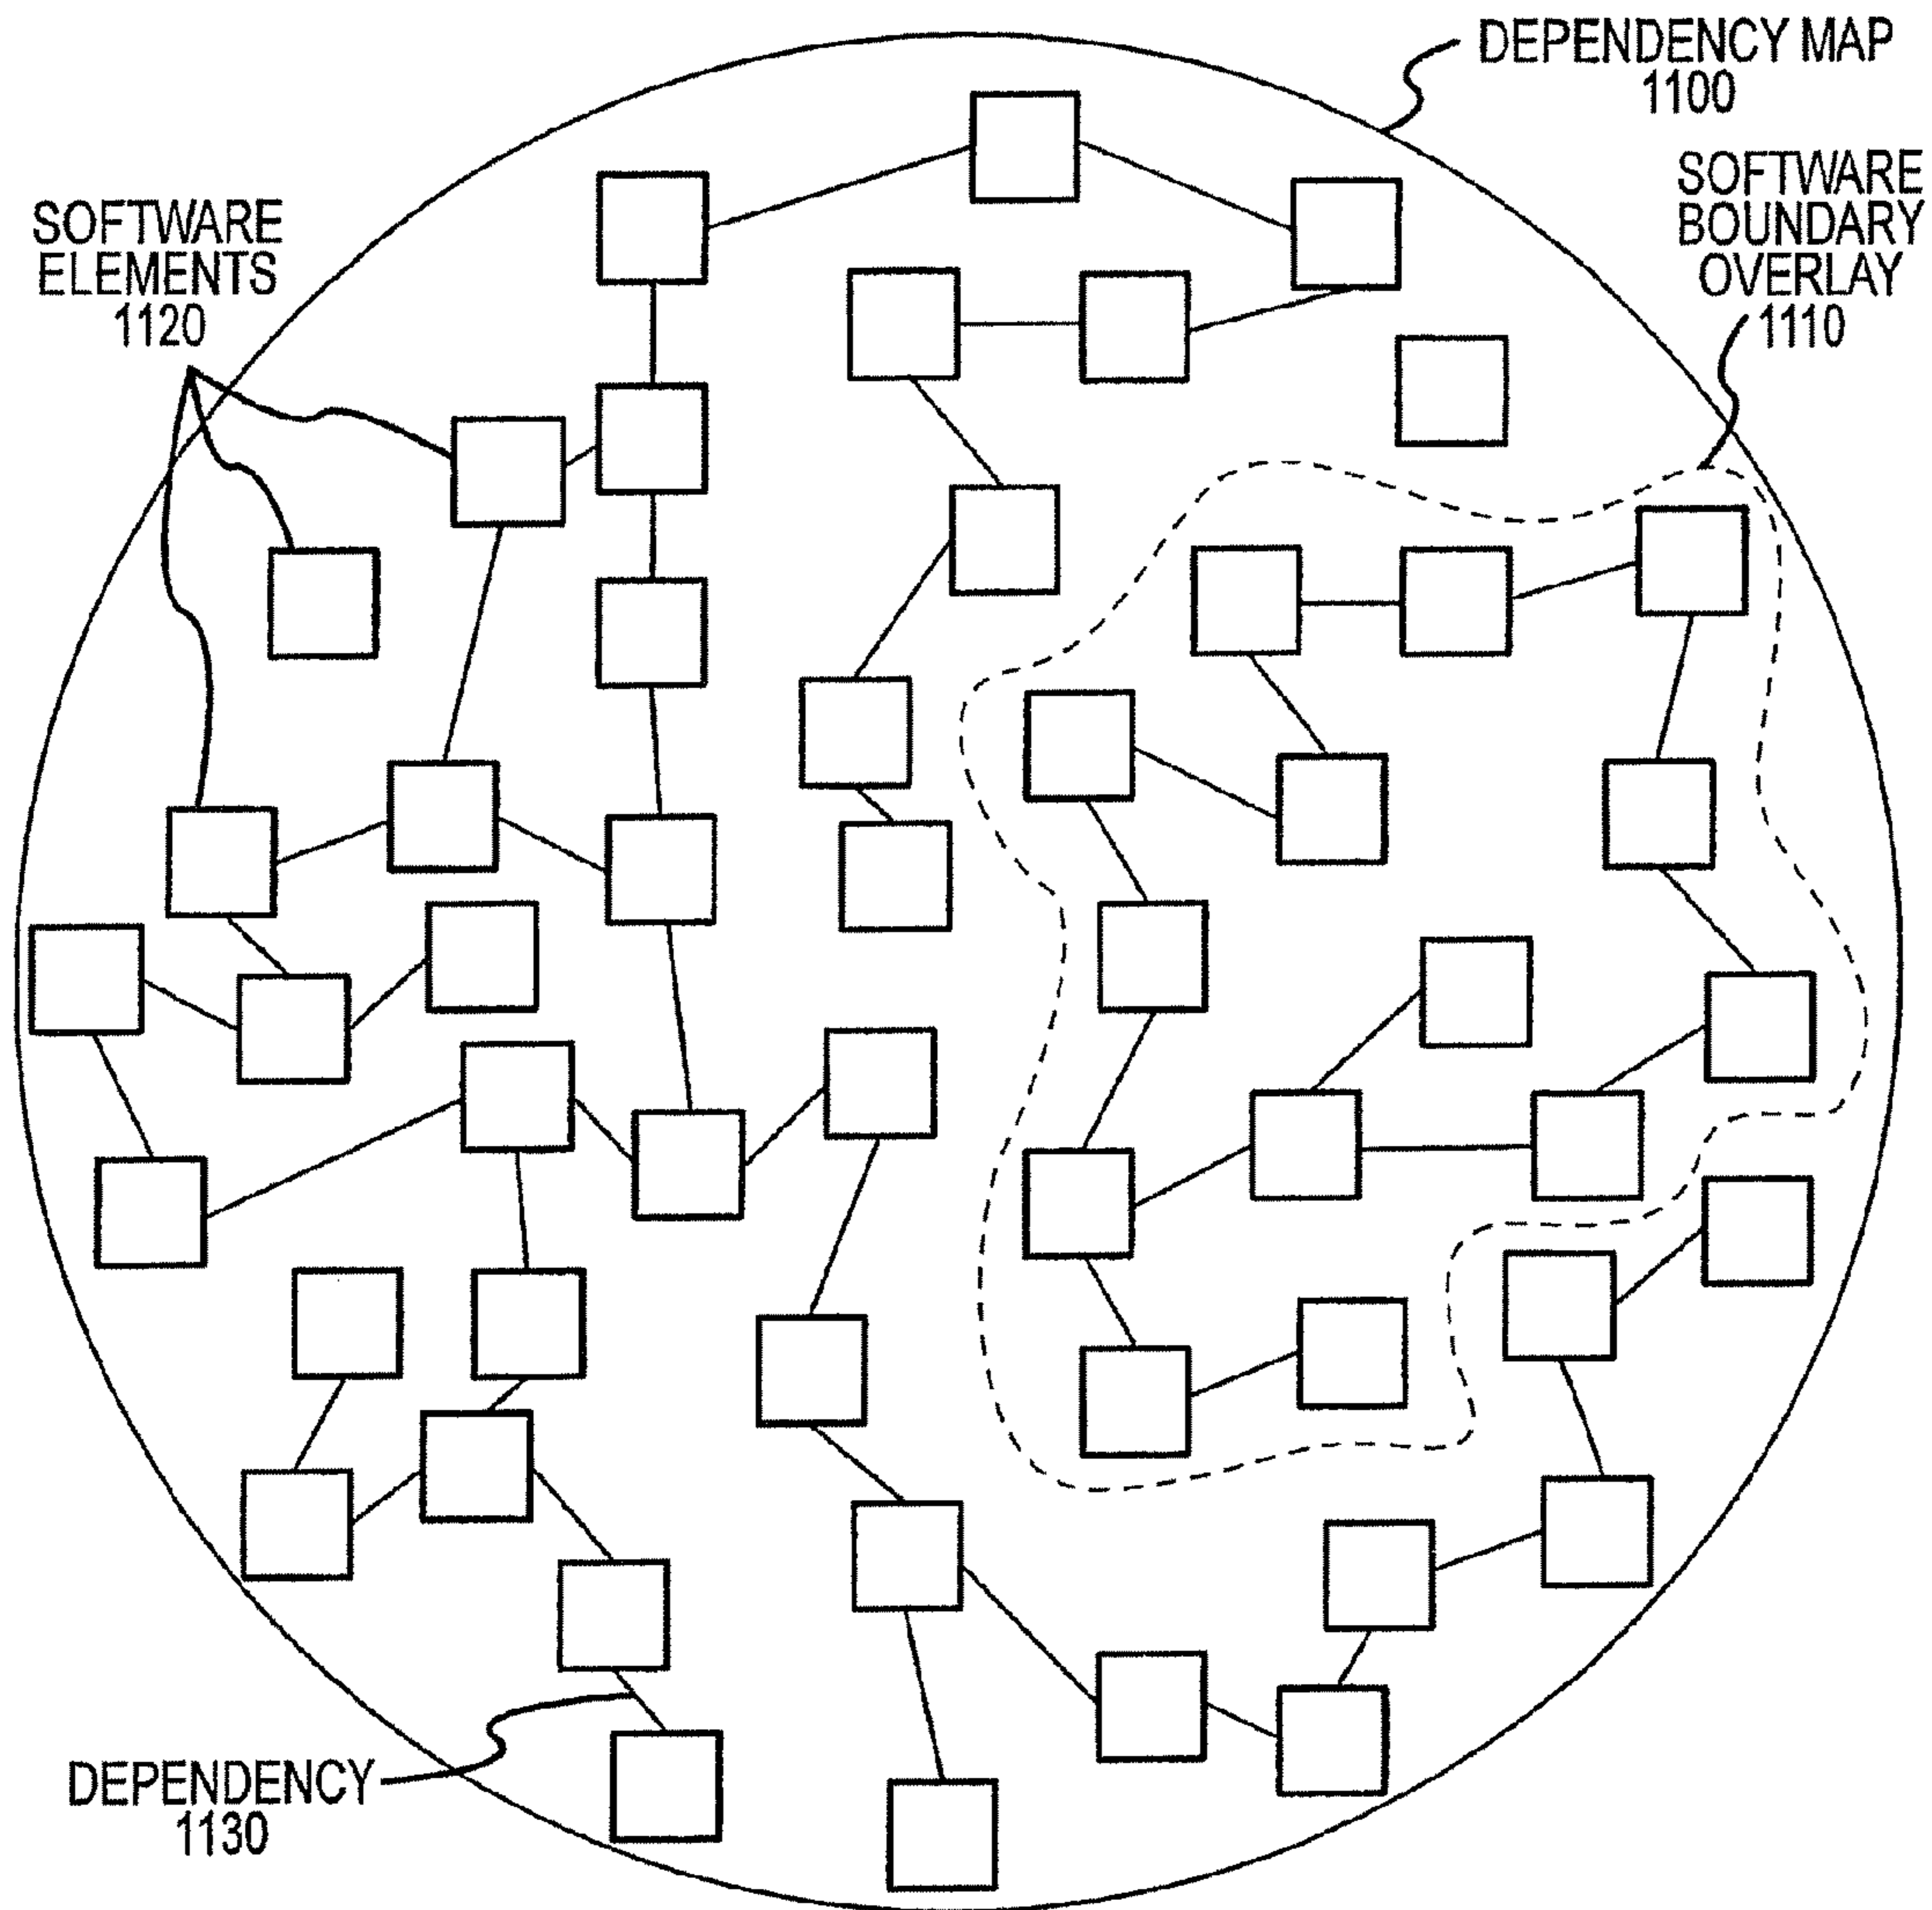 DEPENDENCY MAP
1100
SOFTWARE
BOUNDARY
OVERLAY
1110
SOFTWARE
ELEMENTS
1120
DEPENDENCY
1130